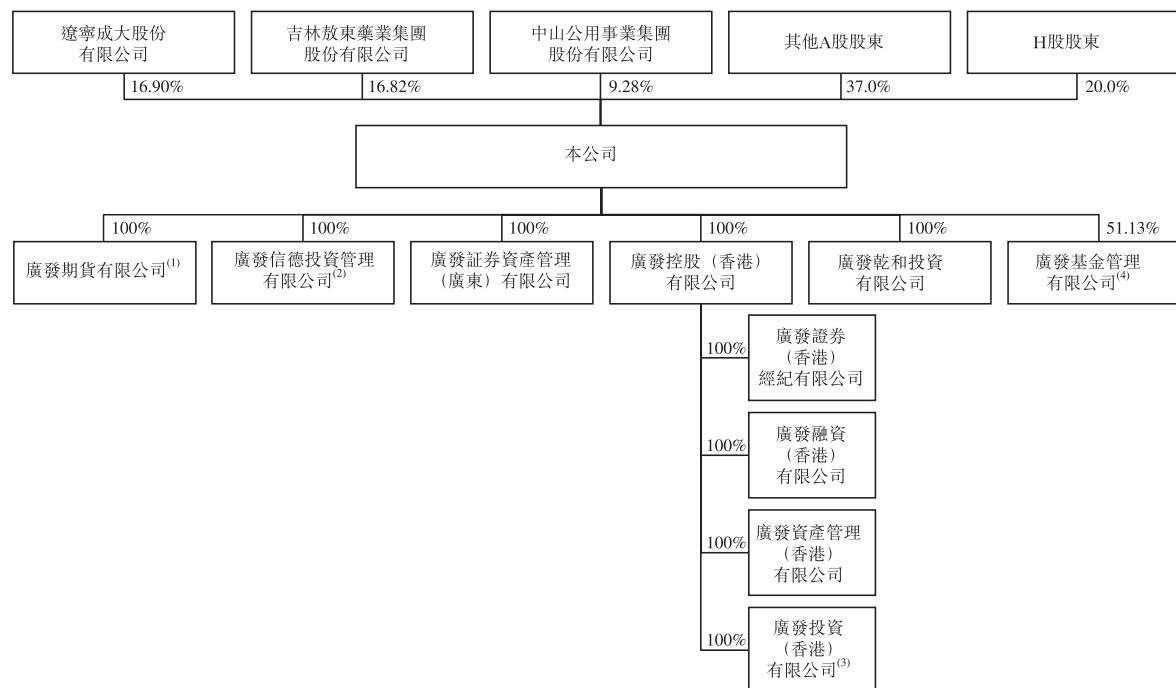 遼寧成大股份
有限公司
吉林敖東藥業集團
股份有限公司
中山公用事業集團
股份有限公司
其他A股股東
H股股東
16.90%
16.82%
9.28%
37.0%
20.0%
本公司
100%
100%
100%
100%
100%
51.13%
廣發期貨有限公司(1)
廣發信德投資管理
有限公司(2)
廣發証券資產管理
（廣東）有限公司
廣發控股（香港）
有限公司
廣發乾和投資
有限公司
廣發基金管理
有限公司(4)
100%
廣發證券
（香港）
經紀有限公司
100%
廣發融資
（香港）
有限公司
100%
廣發資產管理
（香港）
有限公司
100%
廣發投資
（香港）
有限公司(3)